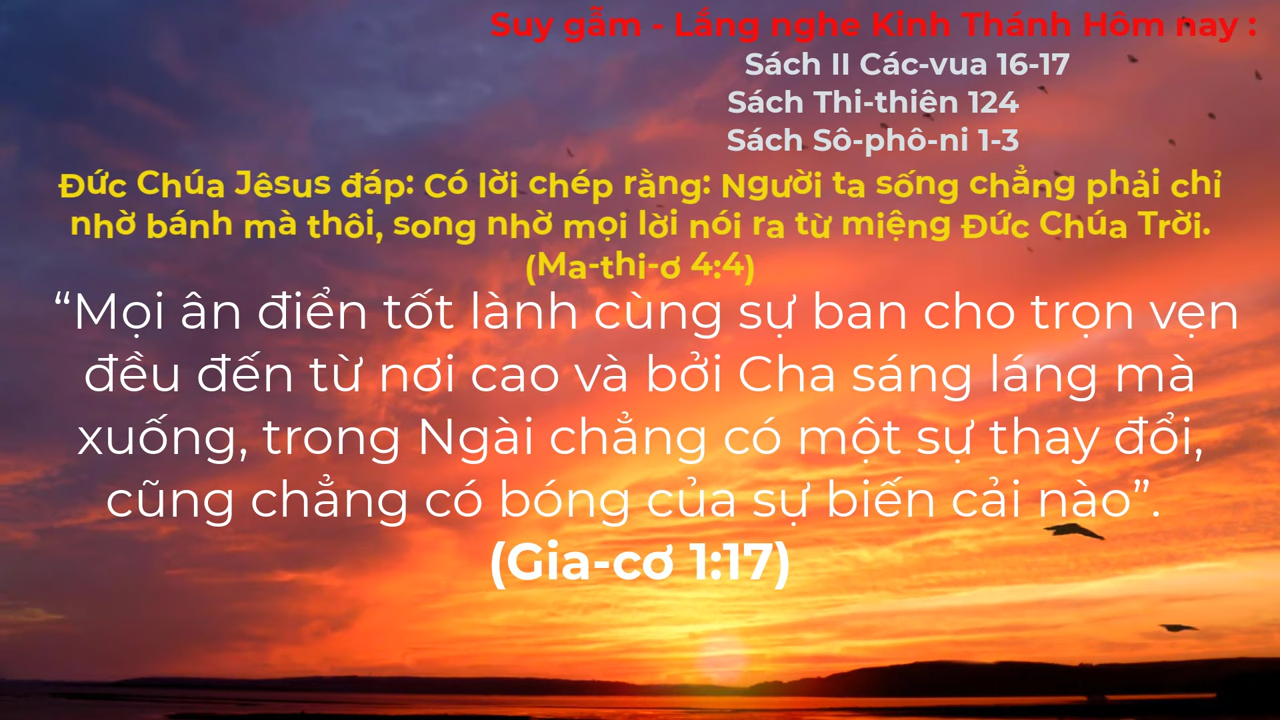 Suy gẫm - Lắng nghe Kinh Thánh Hôm nay :
Sách II Các-vua 16-17
Sách Thi-thiên 124
Sách Sô-phô-ni 1-3
Đức Chúa Jêsus đáp: Có lời chép rằng: Người ta sống chẳng phải chỉ
nhờ bánh mà thôi, song nhờ mọi lời nói ra từ miệng Đức Chúa Trời.
(Ma-thi-ơ 4:4)
“Mọi ân điển tốt lành cùng sự ban cho trọn vẹn
đều đến từ nơi cao và bởi Cha sáng láng mà
xuống, trong Ngài chẳng có một sự thay đổi,
cũng chẳng có bóng của sự biến cải nào”.
(Gia-cơ 1:17)